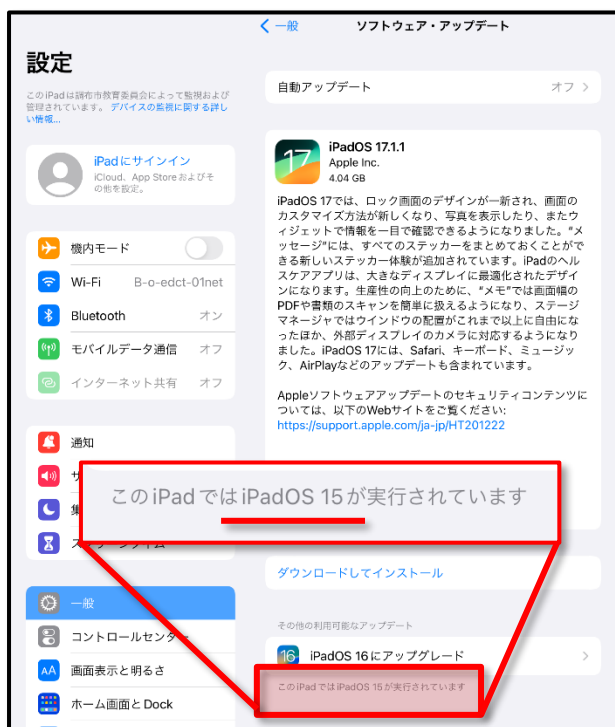 < 一般
ソフトウェア・アップデート
設定
このiPadは調布市教育委員会によって監視および
管理されています。デバイスの監視に関する詳し
い情報...
iPadにサインイン
iCloud、App Storeおよびそ
の他を設定。
機内モード
Wi-Fi B-o-edct-01net
Bluetooth オン
モバイルデータ通信 オフ
インターネット共有 オフ
通知
サ
集
一般
コントロールセンター
AA 画面表示と明るさ
ホーム画面とDock
自動アップデート オフ >
17
iPadOS 17.1.1
Apple Inc.
4.04 GB
iPadOS 17では、ロック画面のデザインが一新され、画面の
カスタマイズ方法が新しくなり、写真を表示したり、またウ
ィジェットで情報を一目で確認できるようになりました。“メ
ッセージ”には、すべてのステッカーをまとめておくことがで
きる新しいステッカー体験が追加されています。iPadのヘル
スケアアプリは、大きなディスプレイに最適化されたデザイ
ンになります。生産性の向上のために、“メモ”では画面幅の
PDFや書類のスキャンを簡単に扱えるようになり、ステージ
マネージャではウインドウの配置がこれまで以上に自由にな
ったほか、外部ディスプレイのカメラに対応するようになり
ました。iPadOS 17には、Safari、キーボード、ミュージッ
ク、AirPlayなどのアップデートも含まれています。
Appleソフトウェアアップデートのセキュリティコンテンツに
ついては、以下のWebサイトをご覧ください:
https://support.apple.com/ja-jp/HT201222
このiPadではiPadOS 15が実行されています
ダウンロードしてインストール
その他の利用可能なアップデート
16 iPadOS 16にアップグレード >
このiPadではiPadOS 15が実行されています